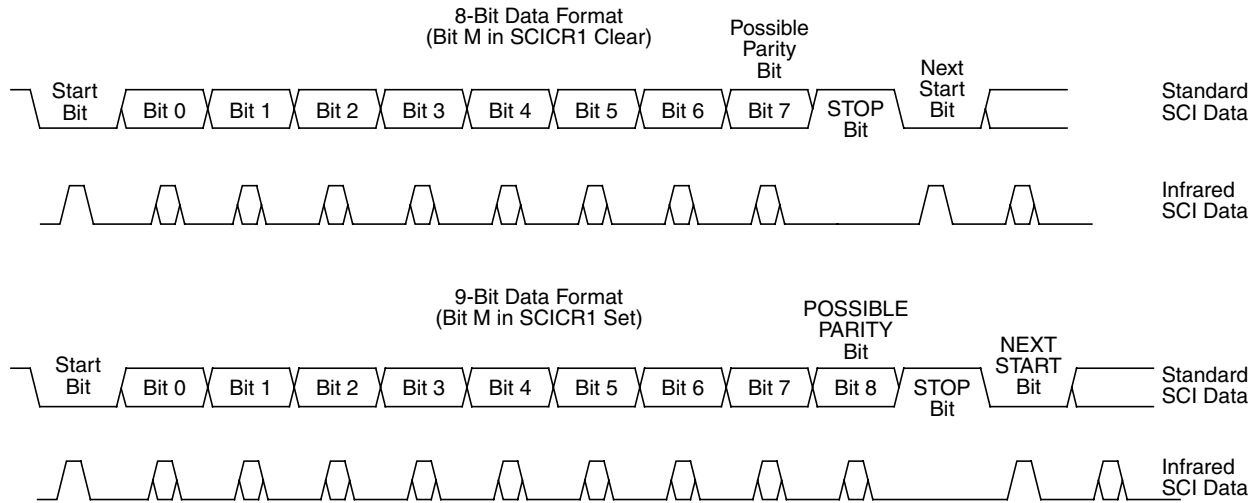 8-Bit Data Format
(Bit M in SCICR1 Clear)
Possible
Parity
Bit
Start
Bit
Bit 0
Bit 1
Bit 2
Bit 3
Bit 4
Bit 5
Bit 6
Bit 7
STOP
Bit
Next
Start
Bit
Standard
SCI Data
Infrared
SCI Data
9-Bit Data Format
(Bit M in SCICR1 Set)
POSSIBLE
PARITY
Bit
Start
Bit
Bit 0
Bit 1
Bit 2
Bit 3
Bit 4
Bit 5
Bit 6
Bit 7
Bit 8
STOP
Bit
NEXT
START
Bit
Standard
SCI Data
Infrared
SCI Data